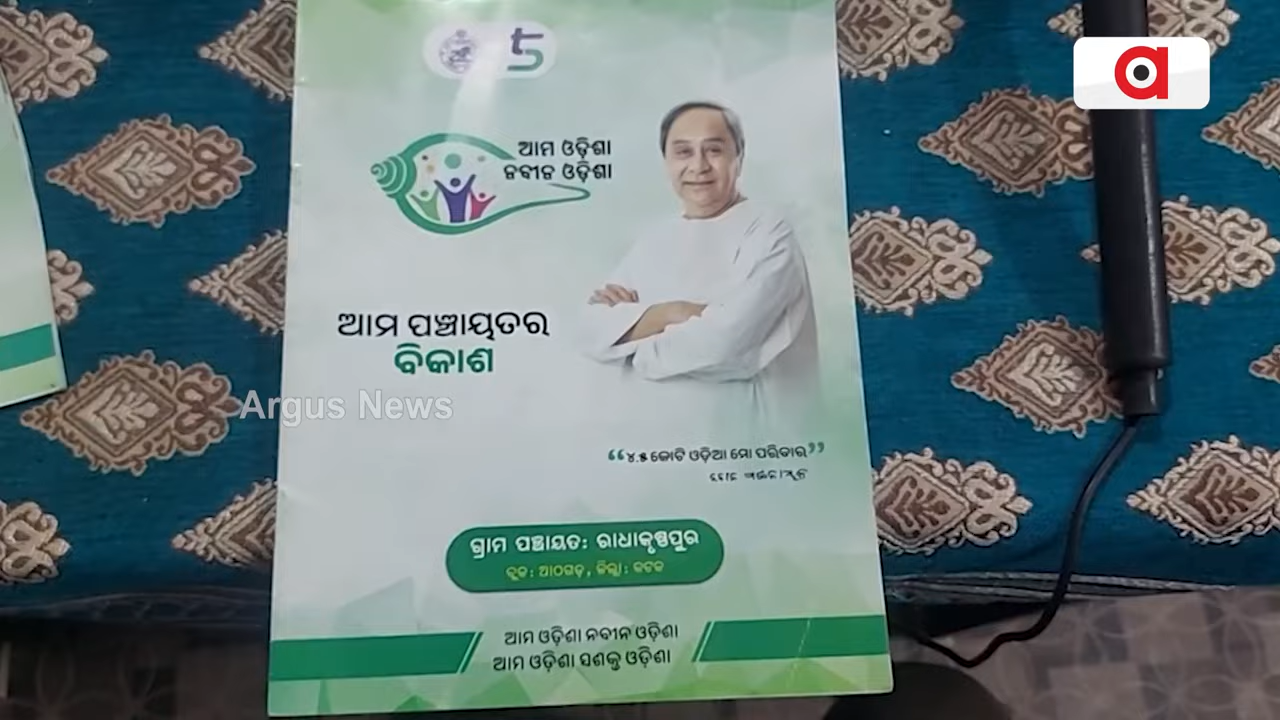 a
5
ଆମ ଓଡ଼ିଶା
ନବୀନ ଓଡ଼ିଶା
ଆମ ପଞ୍ଚାୟତର
ବିକାଶ
Argus News
“୪.୫ କୋଟି ଓଡ଼ିଆ ମୋ ପରିବାର”
ଗ୍ରାମ ପଞ୍ଚାୟତ: ରାଧାକୃଷ୍ଣପୁର
ବ୍ଲକ: ଆଠଗଡ଼, ଜିଲ୍ଲା: କଟକ
ଆମ ଓଡ଼ିଶା ନବୀନ ଓଡ଼ିଶା
ଆମ ଓଡ଼ିଶା ସଶକ୍ତ ଓଡ଼ିଶା